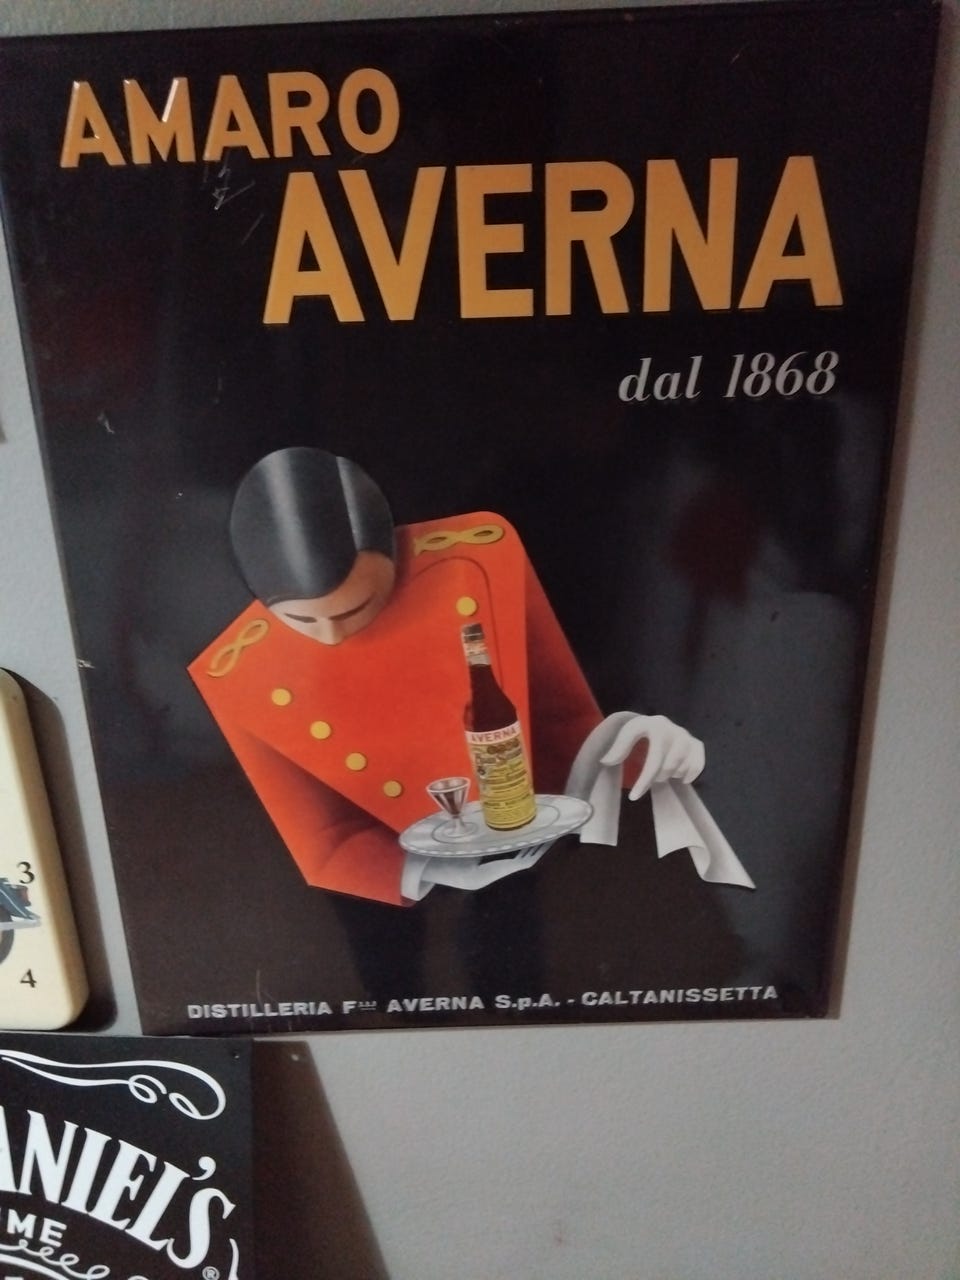 AMARO
AVERNA
dal 1868
AVERNA
DISTILLERIA F.LLI AVERNA S.p.A. - CALTANISSETTA
3
4
ANIEL'S
ME
®